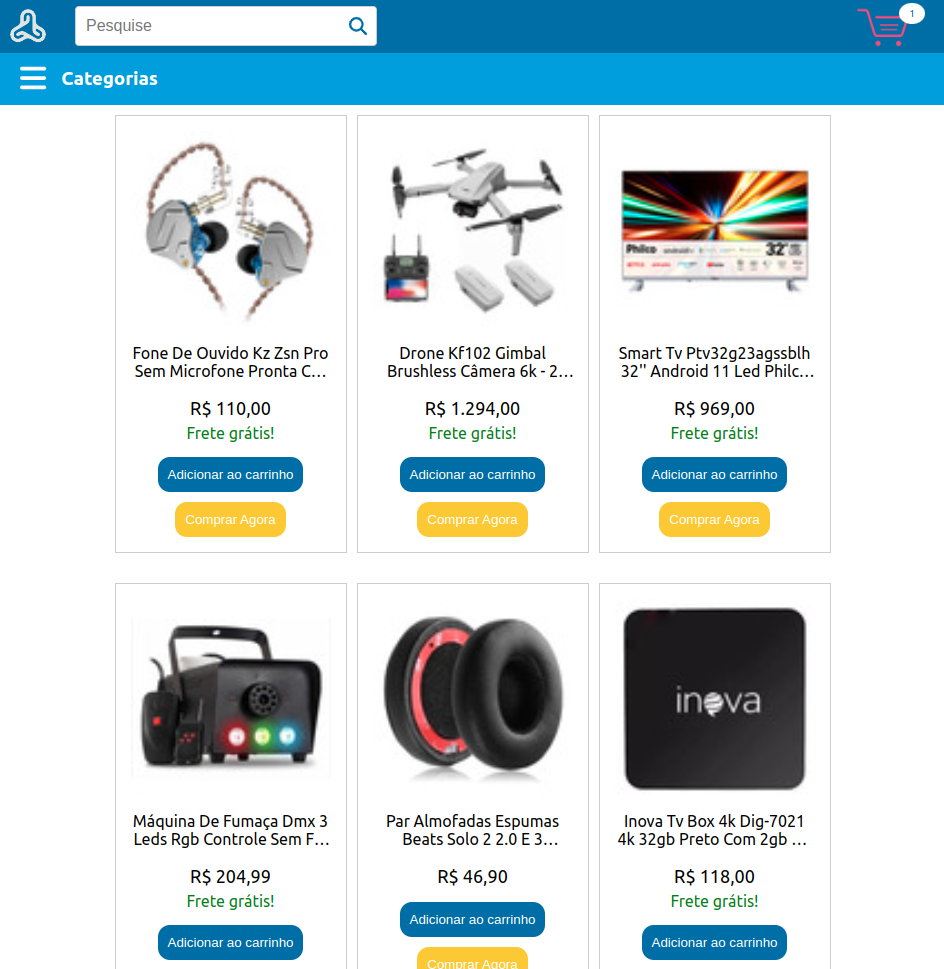 Pesquise
1
Categorias
Philco
androidtv
32"
Fone De Ouvido Kz Zsn Pro
Sem Microfone Pronta C...
R$ 110,00
Frete grátis!
Adicionar ao carrinho
Comprar Agora
Drone Kf102 Gimbal
Brushless Câmera 6k - 2...
R$ 1.294,00
Frete grátis!
Adicionar ao carrinho
Comprar Agora
Smart Tv Ptv32g23agssblh
32'' Android 11 Led Philc...
R$ 969,00
Frete grátis!
Adicionar ao carrinho
Comprar Agora
Máquina De Fumaça Dmx 3
Leds Rgb Controle Sem F...
R$ 204,99
Frete grátis!
Adicionar ao carrinho
Par Almofadas Espumas
Beats Solo 2 2.0 E 3...
R$ 46,90
Adicionar ao carrinho
Comprar Agora
inova
Inova Tv Box 4k Dig-7021
4k 32gb Preto Com 2gb ...
R$ 118,00
Frete grátis!
Adicionar ao carrinho